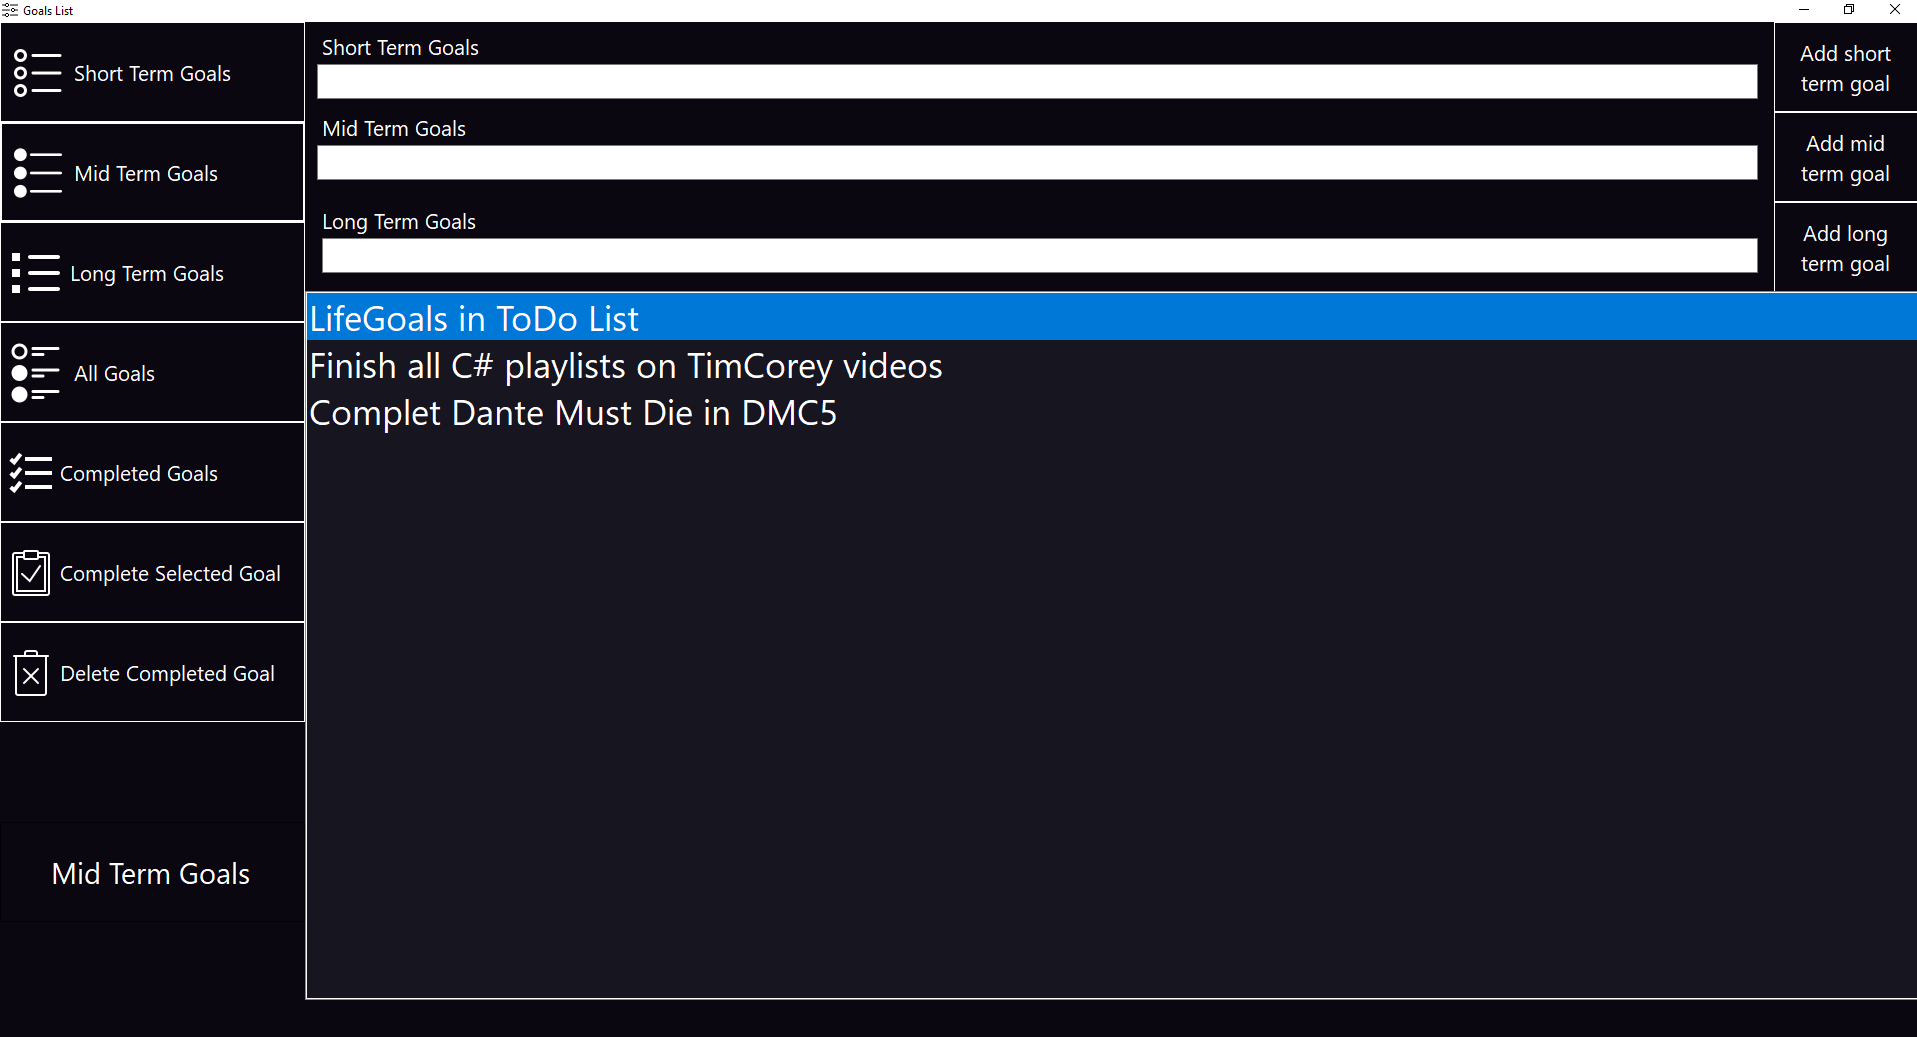 Goals List
Short Term Goals
Mid Term Goals
Long Term Goals
All Goals
Completed Goals
Complete Selected Goal
Delete Completed Goal
Mid Term Goals
Short Term Goals
Mid Term Goals
Long Term Goals
Add short
term goal
Add mid
term goal
Add long
term goal
LifeGoals in ToDo List
Finish all C# playlists on TimCorey videos
Complet Dante Must Die in DMC5